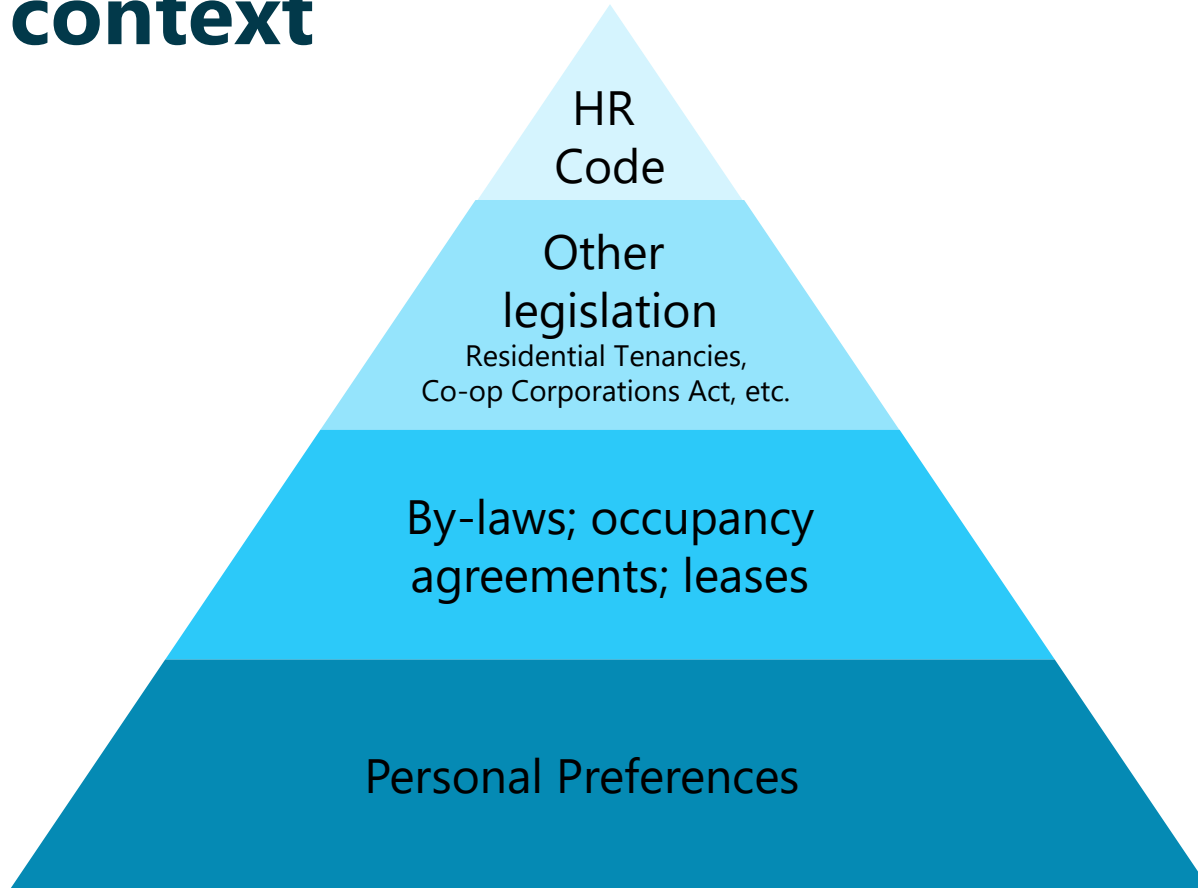 context
HR
Code
Other
legislation
Residential Tenancies,
Co-op Corporations Act, etc.
By-laws; occupancy
agreements; leases
Personal Preferences